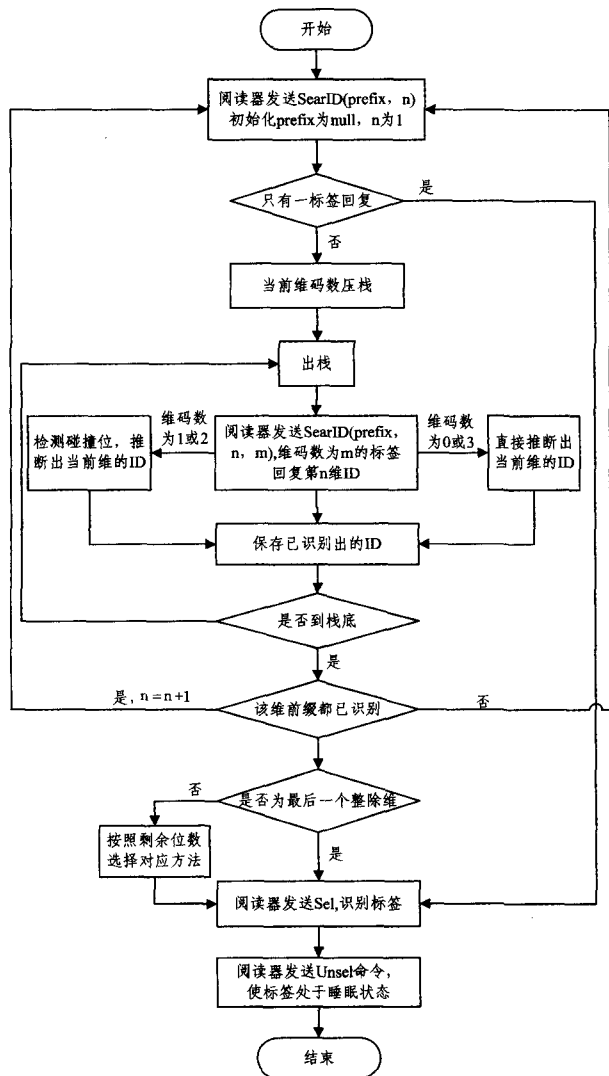 开始
阅读器发送SearID(prefix, n)
初始化prefix为null, n为1
只有一标签回复
是
否
当前维码数压栈
出栈
检测碰撞位, 推
断出当前维的ID
维码数
为1或2
阅读器发送SearID(prefix,
n, m),维码数为m的标签
回复第n维ID
维码数
为0或3
直接推断出
当前维的ID
保存已识别出的ID
是否到栈底
是
是, n=n+1
该维前缀都已识别
否
是否为最后一个整除维
否
按照剩余位数
选择对应方法
是
阅读器发送Sel,识别标签
阅读器发送Unsel命令,
使标签处于睡眠状态
结束